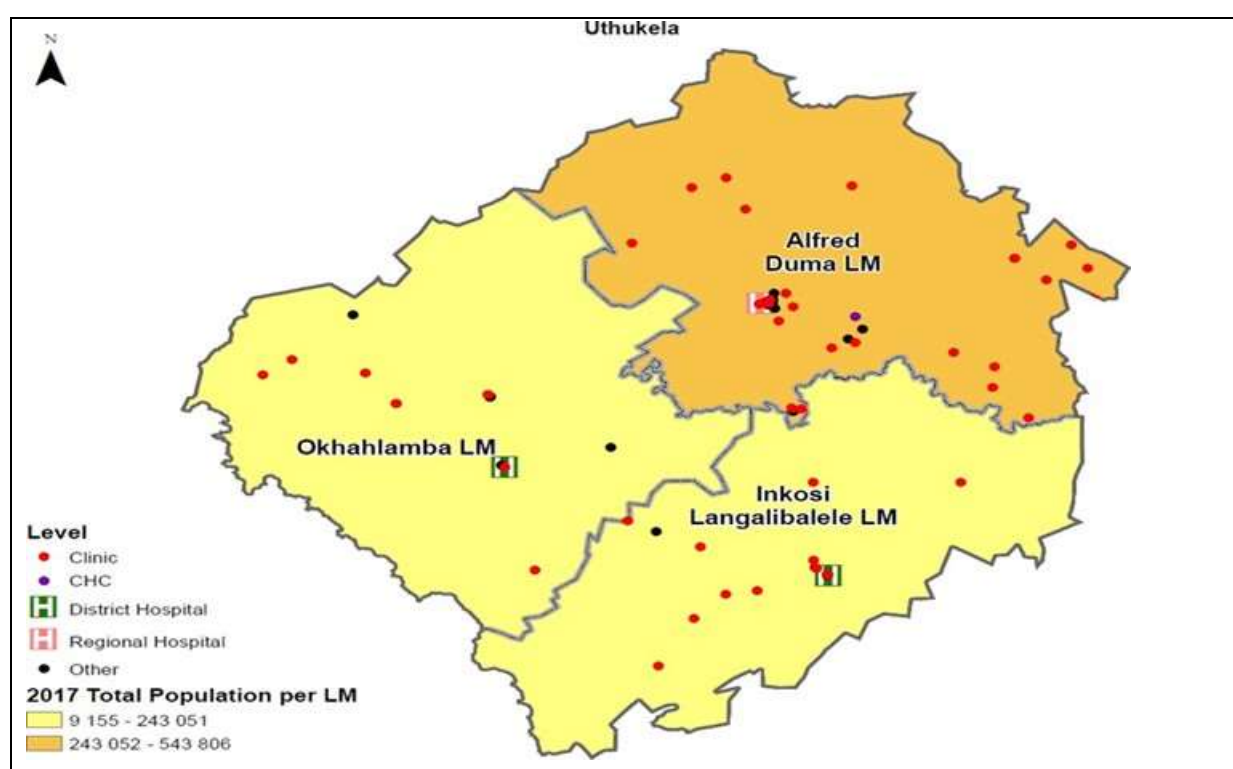 Uthukela
N
Alfred
Duma LM
Okhahlamba LM
Inkosi
Langalibalele LM
Level
Clinic
CHC
H District Hospital
H Regional Hospital
Other
2017 Total Population per LM
9 155 - 243 051
243 052 - 543 806